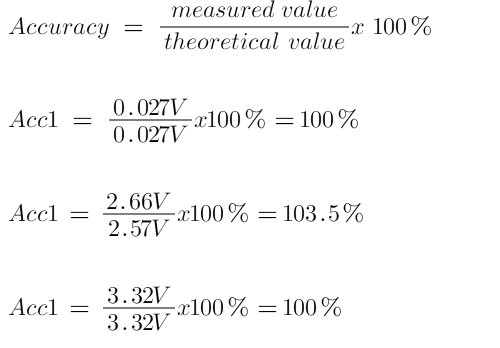 Accuracy = measured value / theoretical value x 100%
Acc1 = 0.027V / 0.027V x100% = 100%
Acc1 = 2.66V / 2.57V x100% = 103.5%
Acc1 = 3.32V / 3.32V x100% = 100%